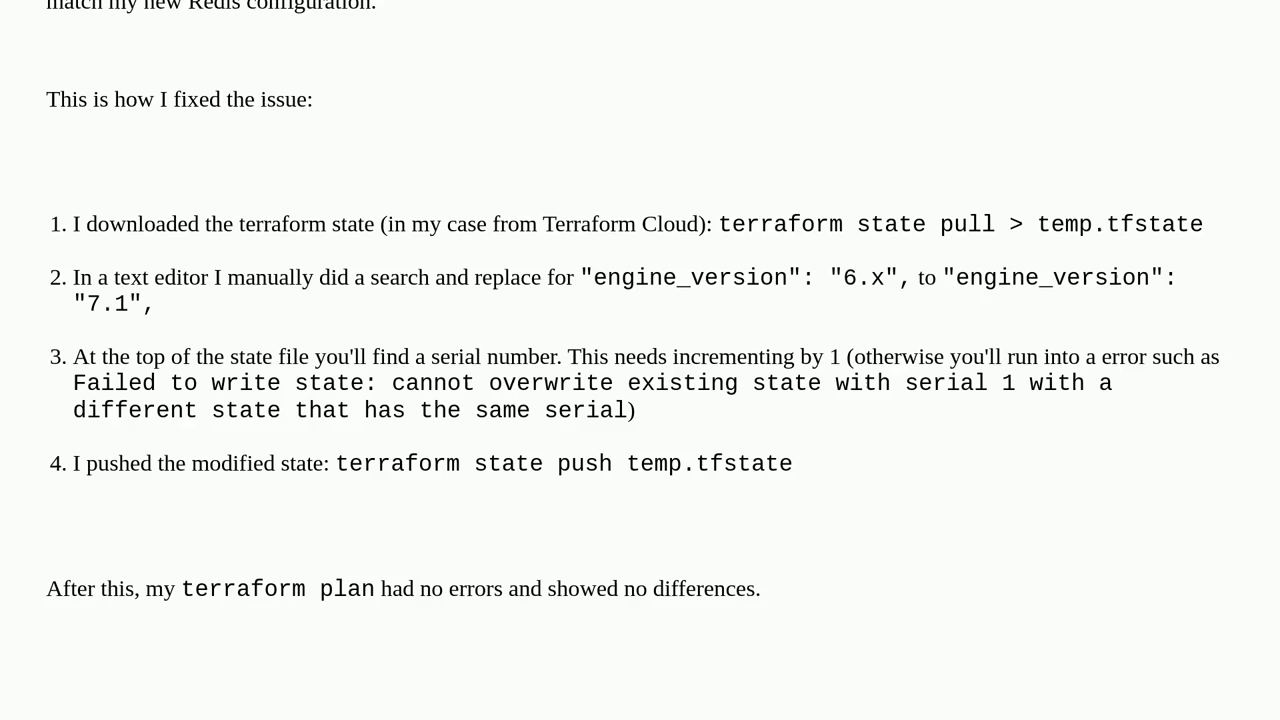 match my new Redis configuration.
This is how I fixed the issue:
1. I downloaded the terraform state (in my case from Terraform Cloud): terraform state pull > temp.tfstate
2. In a text editor I manually did a search and replace for "engine_version": "6.x", to "engine_version":
"7.1",
3. At the top of the state file you'll find a serial number. This needs incrementing by 1 (otherwise you'll run into a error such as
Failed to write state: cannot overwrite existing state with serial 1 with a
different state that has the same serial)
4. I pushed the modified state: terraform state push temp.tfstate
After this, my terraform plan had no errors and showed no differences.